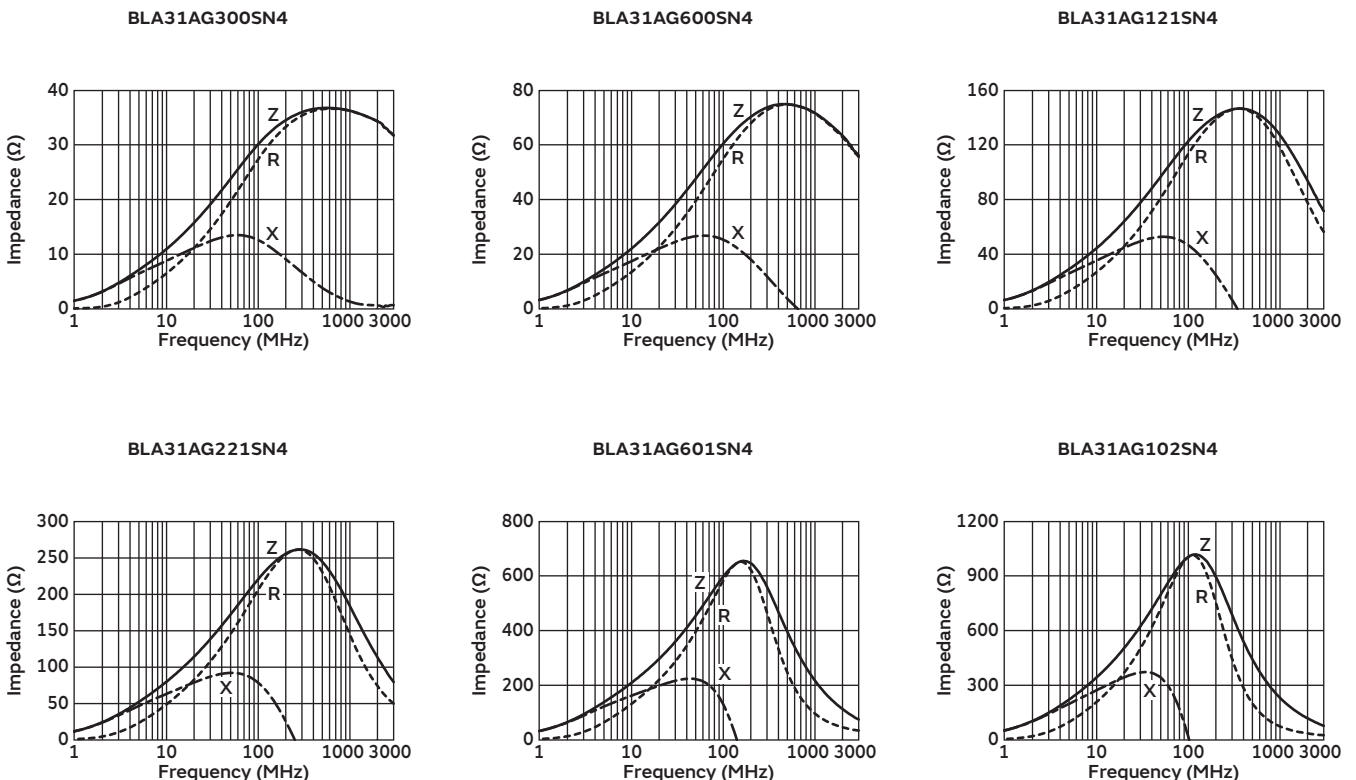 BLA31AG300SN4
BLA31AG600SN4
BLA31AG121SN4
40
30
20
10
0
Impedance (Ω)
Z
R
X
1 10 100 1000 3000
Frequency (MHz)
80
60
40
20
0
Impedance (Ω)
Z
R
X
1 10 100 1000 3000
Frequency (MHz)
160
120
80
40
0
Impedance (Ω)
Z
R
X
1 10 100 1000 3000
Frequency (MHz)
BLA31AG221SN4
BLA31AG601SN4
BLA31AG102SN4
300
250
200
150
100
50
0
Impedance (Ω)
Z
R
X
1 10 100 1000 3000
Frequency (MHz)
800
600
400
200
0
Impedance (Ω)
Z
R
X
1 10 100 1000 3000
Frequency (MHz)
1200
900
600
300
0
Impedance (Ω)
Z
R
X
1 10 100 1000 3000
Frequency (MHz)